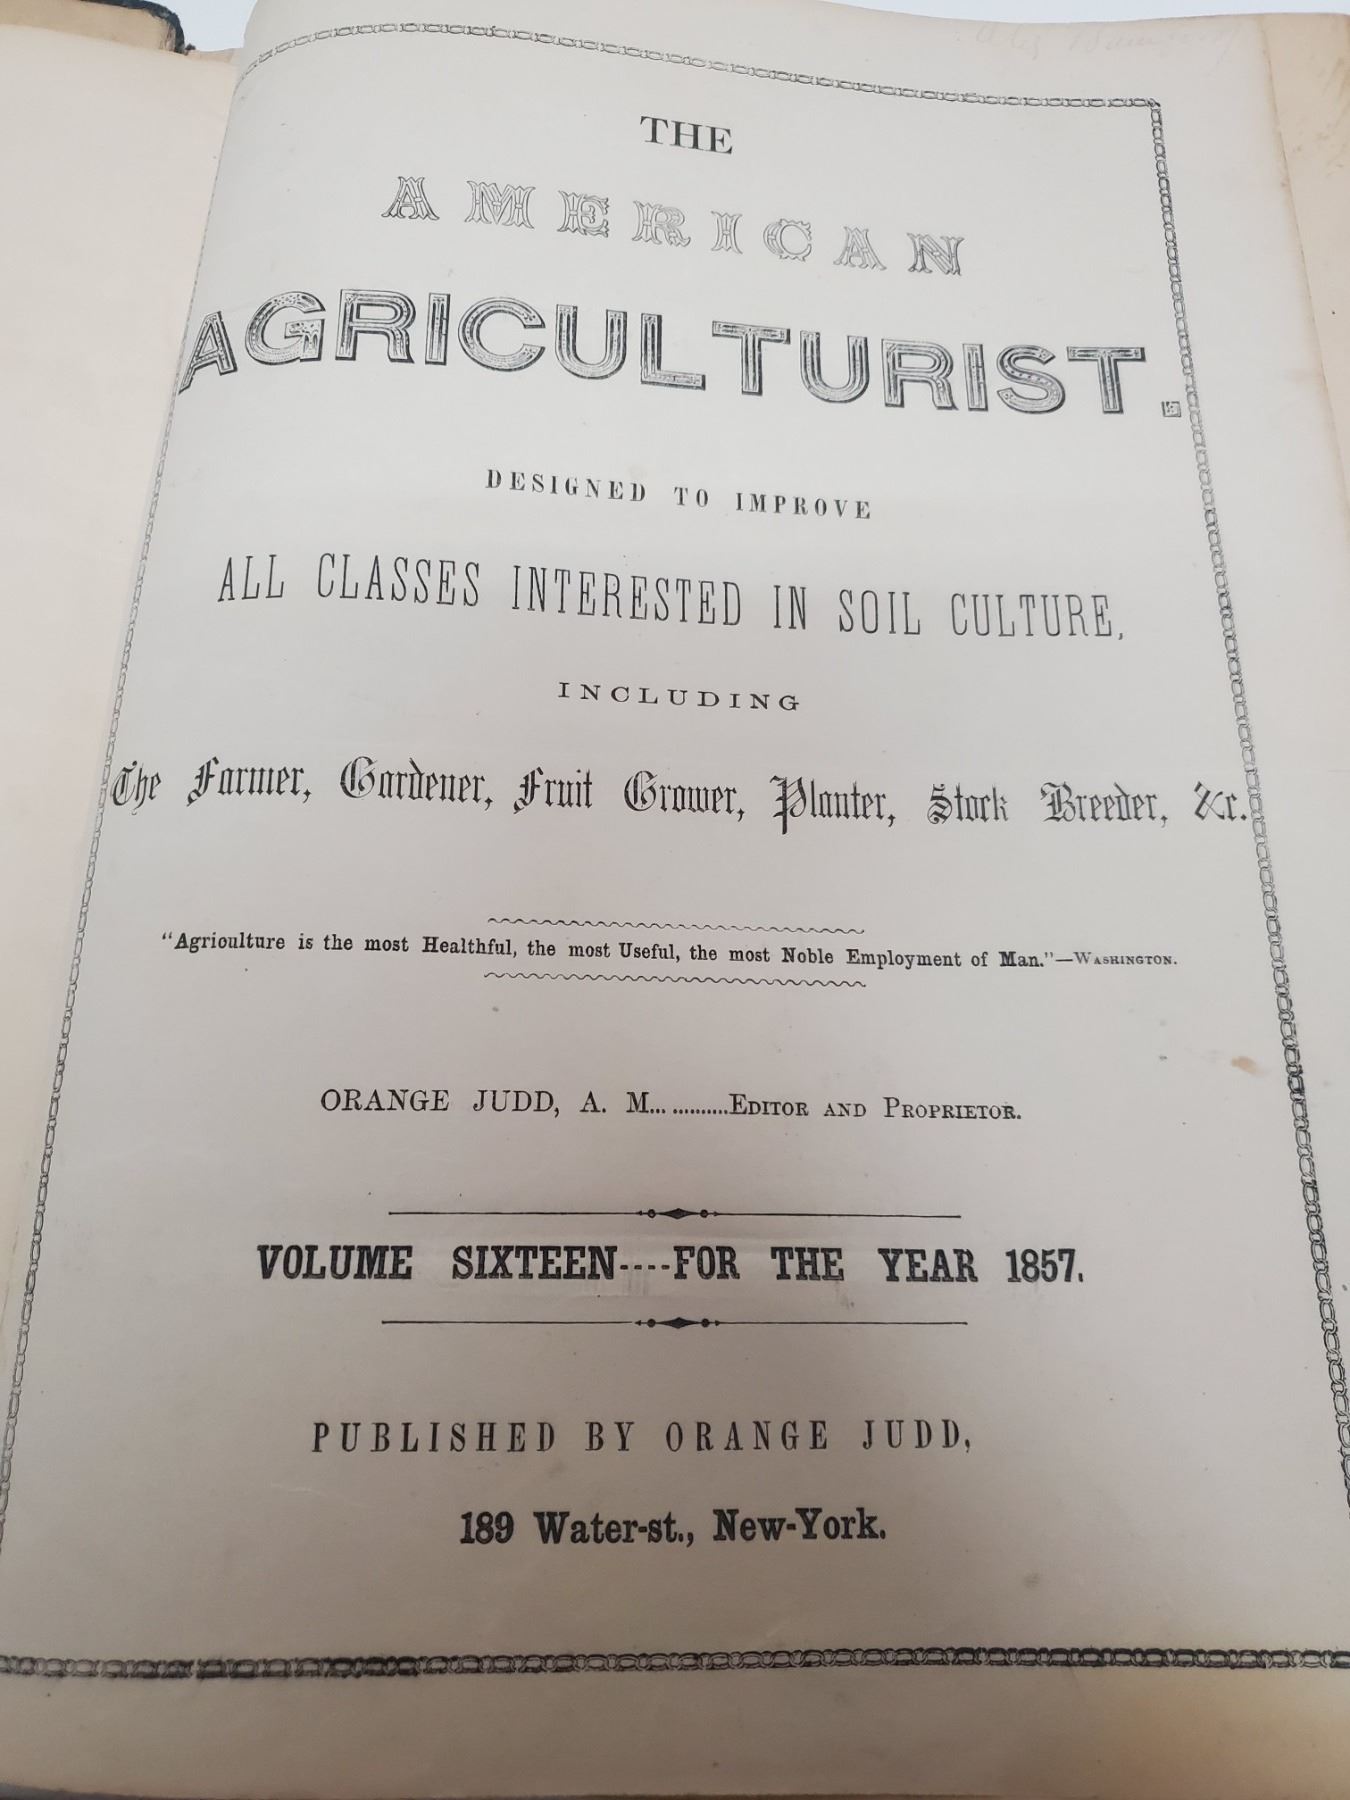 THE
AMERICAN
AGRICULTURIST.
DESIGNED TO IMPROVE
ALL CLASSES INTERESTED IN SOIL CULTURE,
INCLUDING
The Farmer, Gardener, Fruit Grower, Planter, Stock Breeder, &c.
"Agriculture is the most Healthful, the most Useful, the most Noble Employment of Man."—WASHINGTON.
ORANGE JUDD, A. M.............EDITOR AND PROPRIETOR.
VOLUME SIXTEEN----FOR THE YEAR 1857.
PUBLISHED BY ORANGE JUDD,
189 Water-st., New-York.